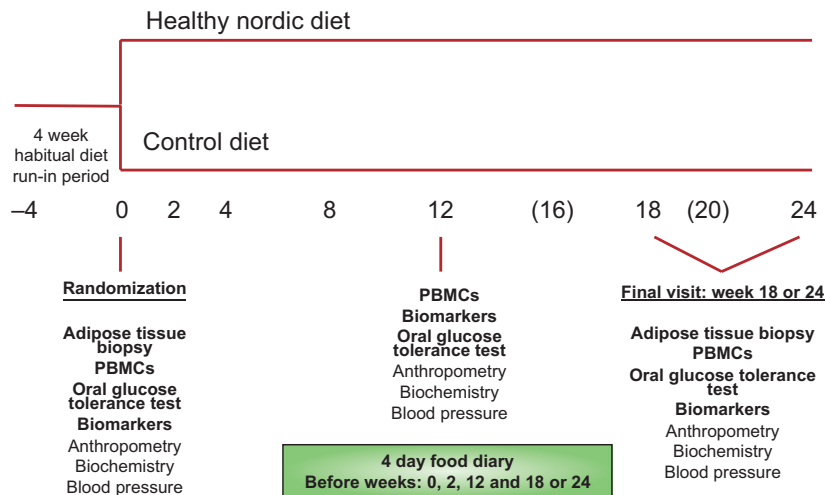 Healthy nordic diet
4 week
habitual diet
run-in period
Control diet
–4 0 2 4 8 12 (16) 18 (20) 24
Randomization
Adipose tissue
biopsy
PBMCs
Oral glucose
tolerance test
Biomarkers
Anthropometry
Biochemistry
Blood pressure
PBMCs
Biomarkers
Oral glucose
tolerance test
Anthropometry
Biochemistry
Blood pressure
Final visit: week 18 or 24
Adipose tissue biopsy
PBMCs
Oral glucose tolerance
test
Biomarkers
Anthropometry
Biochemistry
Blood pressure
4 day food diary
Before weeks: 0, 2, 12 and 18 or 24